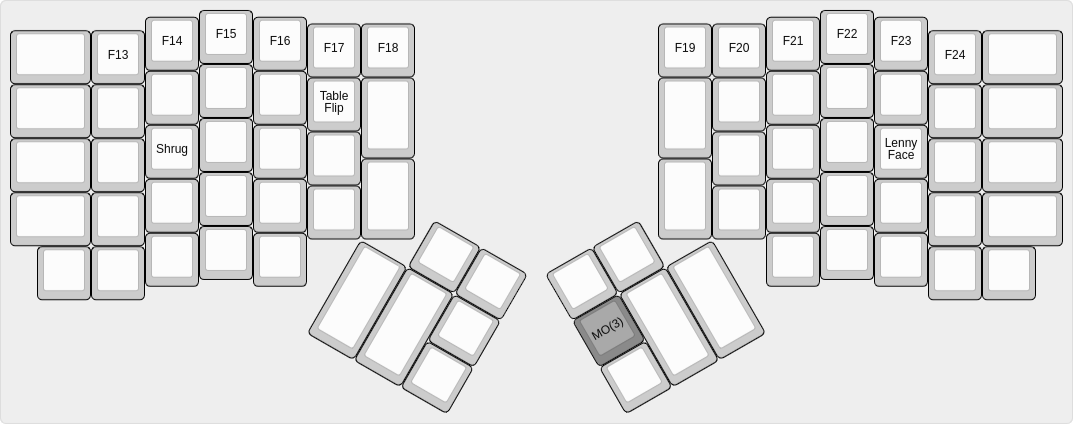 F13
F14
F15
F16
F17
F18
F19
F20
F21
F22
F23
F24
Table
Flip
Shrug
Lenny
Face
MO(3)